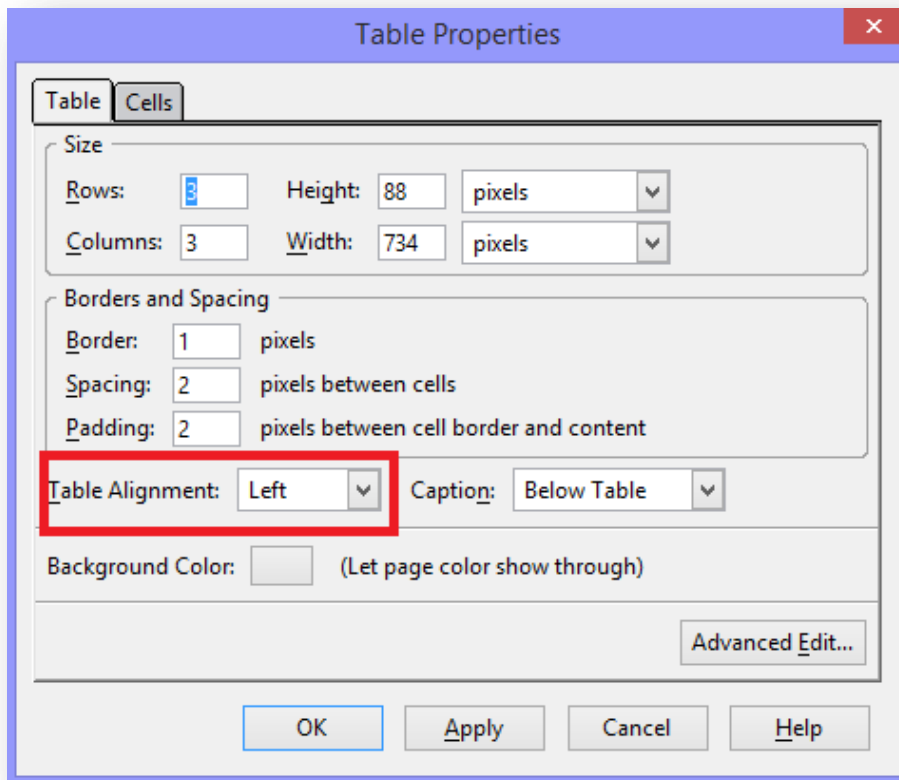 Table Properties
Table Cells
Size
Rows: 3 Height: 88 pixels
Columns: 3 Width: 734 pixels
Borders and Spacing
Border: 1 pixels
Spacing: 2 pixels between cells
Padding: 2 pixels between cell border and content
Table Alignment: Left Caption: Below Table
Background Color: (Let page color show through)
Advanced Edit...
OK Apply Cancel Help